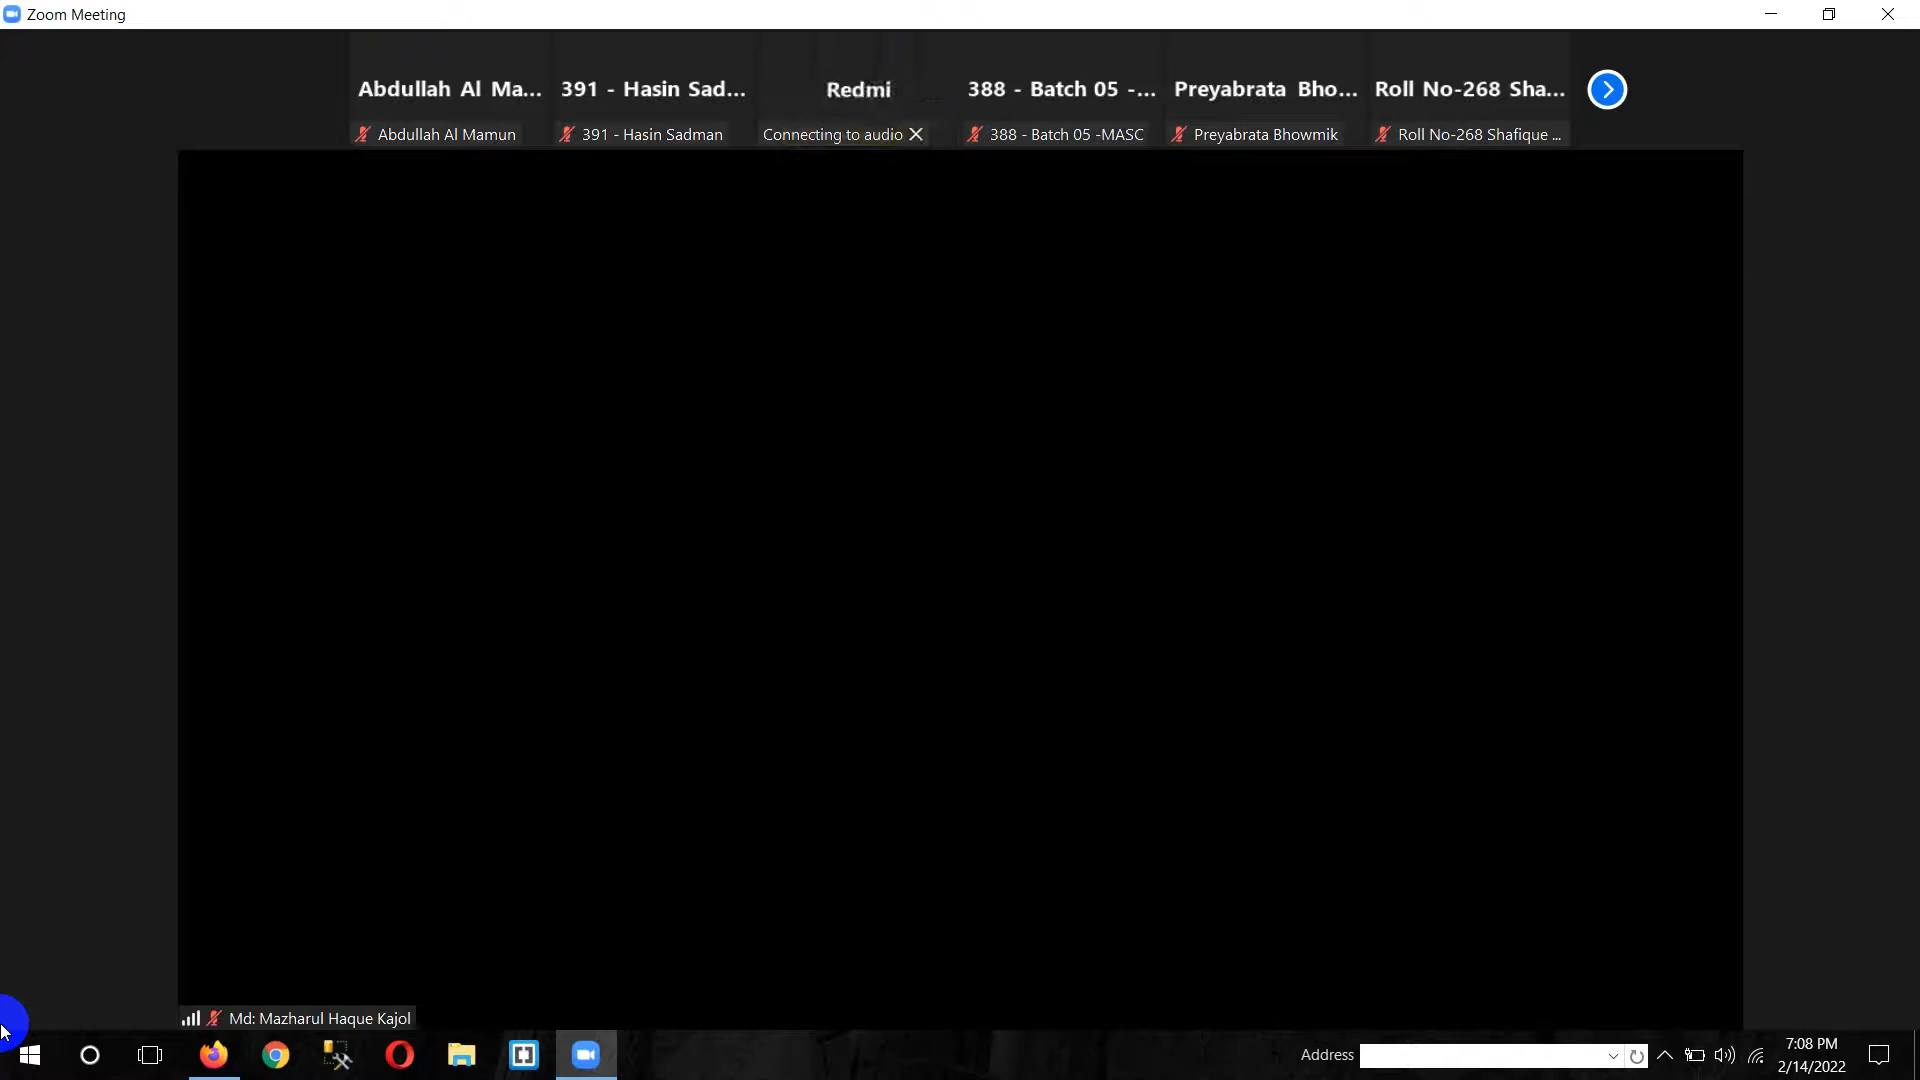 Zoom Meeting
Abdullah Al Ma... 391 - Hasin Sad... Redmi 388 - Batch 05 -... Preyabrata Bho... Roll No-268 Sha...
Abdullah Al Mamun 391 - Hasin Sadman Connecting to audio 388 - Batch 05 -MASC Preyabrata Bhowmik Roll No-268 Shafique ...
Md: Mazharul Haque Kajol
Address
7:08 PM
2/14/2022